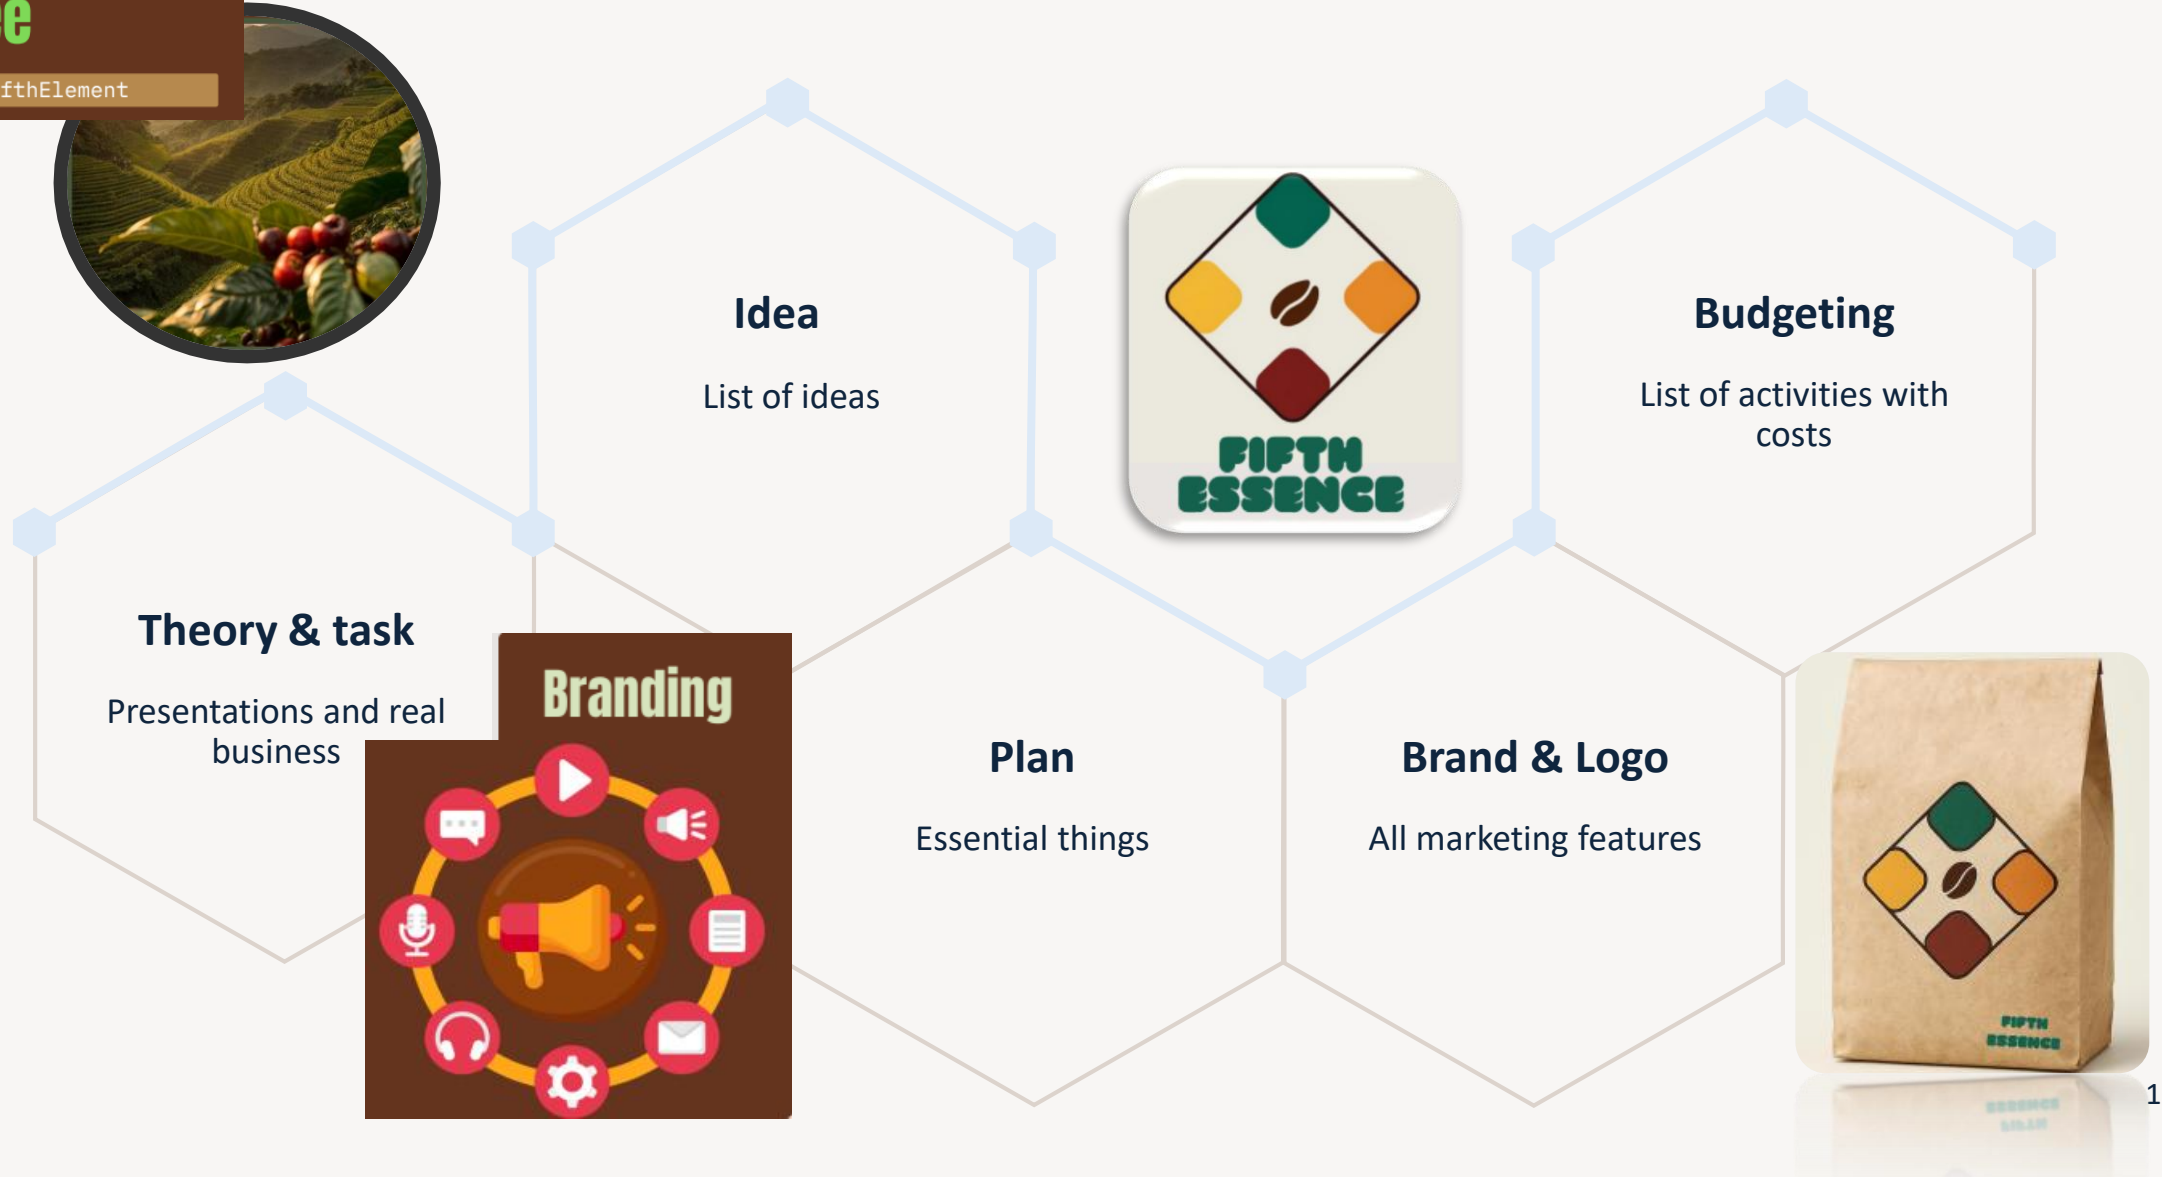 fthElement
Idea
List of ideas
FIFTH
ESSENCE
Budgeting
List of activities with
costs
Theory & task
Presentations and real
business
Branding
Plan
Essential things
Brand & Logo
All marketing features
FIFTH
ESSENCE
1